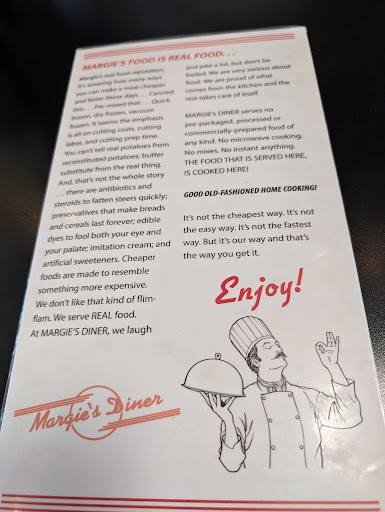 MARGIE'S FOOD IS REAL FOOD. . .
Margie's real food reputation.
It's amazing how many ways
you can make a meal cheaper
and faster these days . . . Canned
this . . . Pre-mixed that . . . Quick
frozen, dry frozen, vacuum
frozen. It seems the emphasis
is all on cutting costs, cutting
labor, and cutting prep time.
You can't tell real potatoes from
reconstituted potatoes; butter
substitute from the real thing.
And, that's not the whole story
. . . there are antibiotics and
steroids to fatten steers quickly;
preservatives that make breads
and cereals last forever; edible
dyes to fool both your eye and
your palate; imitation cream; and
artificial sweeteners. Cheaper
foods are made to resemble
something more expensive.
We don't like that kind of flim-
flam. We serve REAL food.
At MARGIE'S DINER, we laugh
and joke a lot, but don't be
fooled. We are very serious about
food. We are proud of what
comes from the kitchen and the
rest takes care of itself.
MARGIE'S DINER serves no
pre-packaged, processed or
commercially-prepared food of
any kind. No microwave cooking.
No mixes. No instant anything.
THE FOOD THAT IS SERVED HERE,
IS COOKED HERE!
GOOD OLD-FASHIONED HOME COOKING!
It's not the cheapest way. It's not
the easy way. It's not the fastest
way. But it's our way and that's
the way you get it.
Enjoy!
Margie's Diner